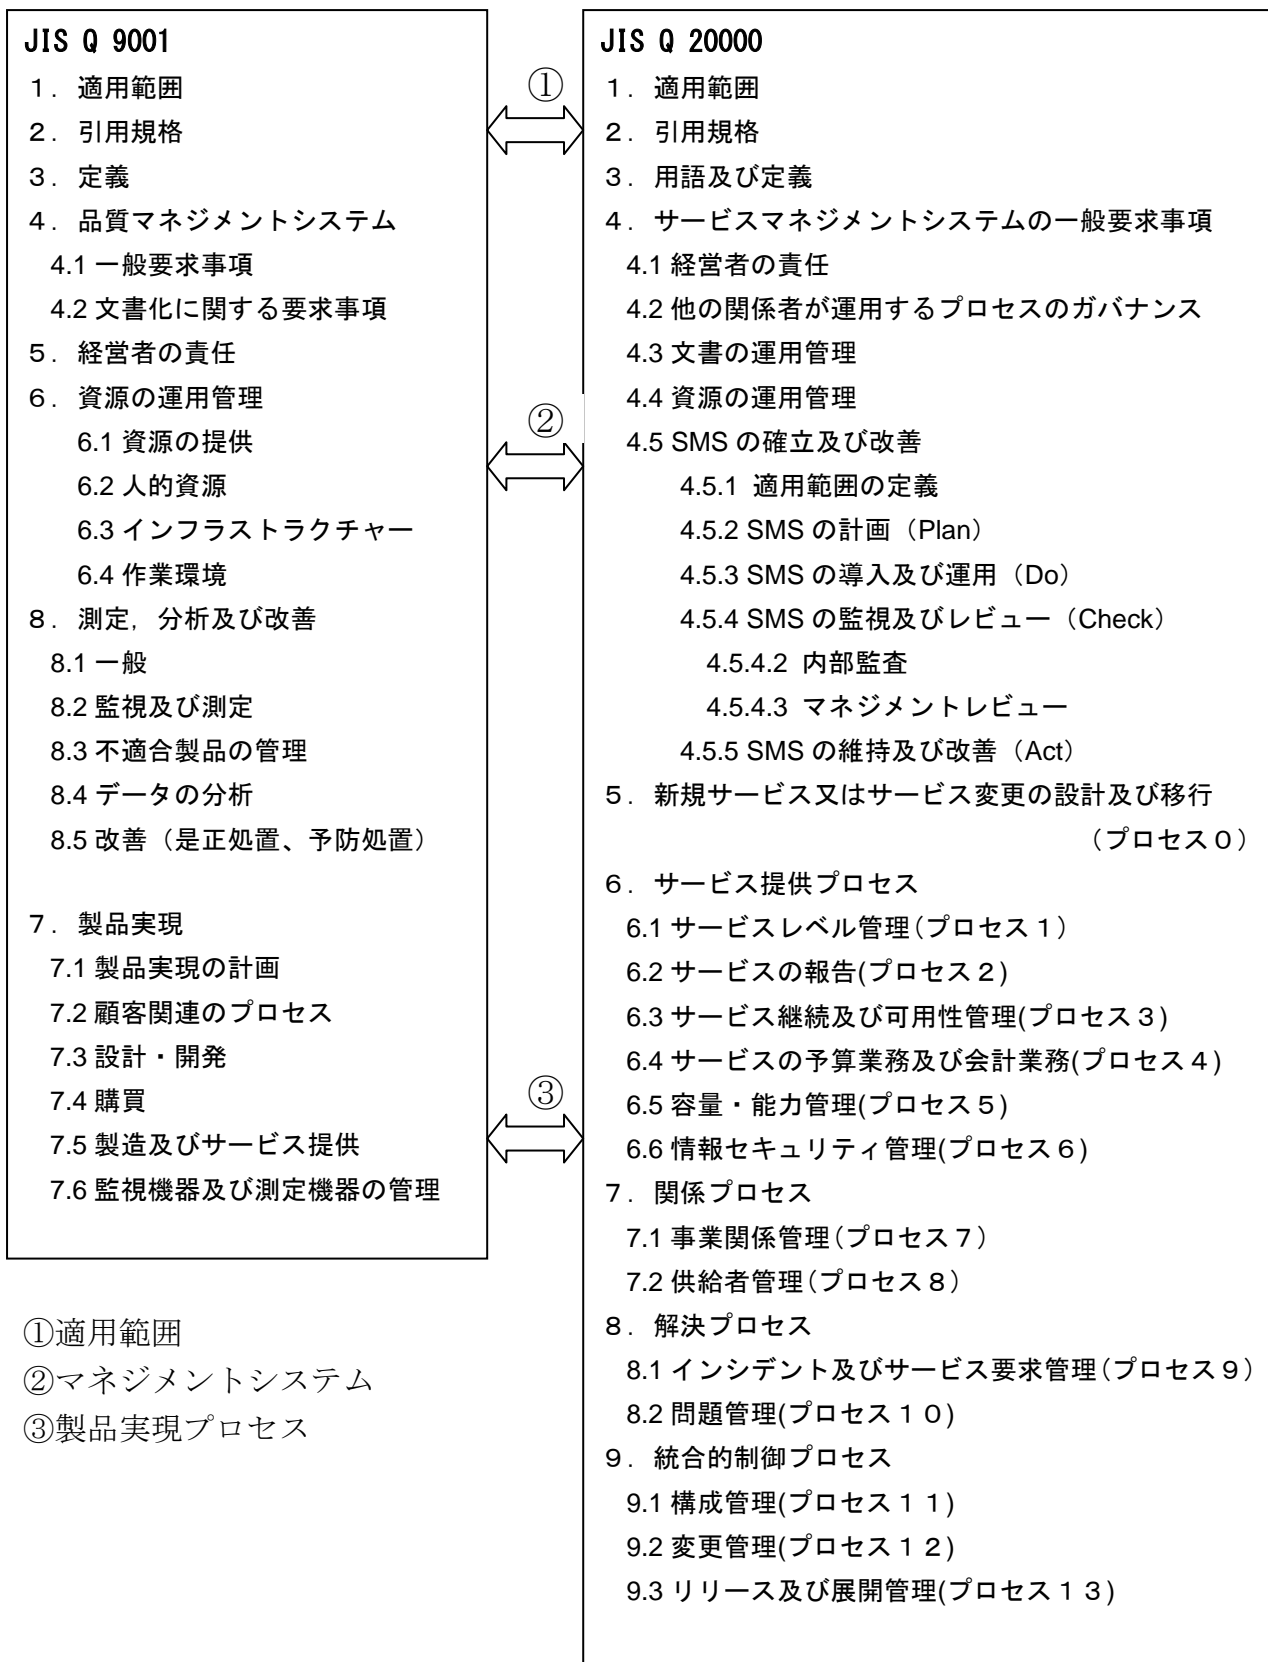 JIS Q 9001
1．適用範囲
2．引用規格
3．定義
4．品質マネジメントシステム
4.1 一般要求事項
4.2 文書化に関する要求事項
5．経営者の責任
6．資源の運用管理
6.1 資源の提供
6.2 人的資源
6.3 インフラストラクチャー
6.4 作業環境
8．測定，分析及び改善
8.1 一般
8.2 監視及び測定
8.3 不適合製品の管理
8.4 データの分析
8.5 改善（是正処置、予防処置）
7．製品実現
7.1 製品実現の計画
7.2 顧客関連のプロセス
7.3 設計・開発
7.4 購買
7.5 製造及びサービス提供
7.6 監視機器及び測定機器の管理
①
②
③
JIS Q 20000
1．適用範囲
2．引用規格
3．用語及び定義
4．サービスマネジメントシステムの一般要求事項
4.1 経営者の責任
4.2 他の関係者が運用するプロセスのガバナンス
4.3 文書の運用管理
4.4 資源の運用管理
4.5 SMS の確立及び改善
4.5.1 適用範囲の定義
4.5.2 SMS の計画（Plan）
4.5.3 SMS の導入及び運用（Do）
4.5.4 SMS の監視及びレビュー（Check）
4.5.4.2 内部監査
4.5.4.3 マネジメントレビュー
4.5.5 SMS の維持及び改善（Act）
5．新規サービス又はサービス変更の設計及び移行
（プロセス０）
6．サービス提供プロセス
6.1 サービスレベル管理（プロセス１）
6.2 サービスの報告(プロセス２)
6.3 サービス継続及び可用性管理(プロセス３)
6.4 サービスの予算業務及び会計業務(プロセス４)
6.5 容量・能力管理(プロセス５)
6.6 情報セキュリティ管理(プロセス６)
7．関係プロセス
7.1 事業関係管理（プロセス７）
7.2 供給者管理（プロセス８）
8．解決プロセス
8.1 インシデント及びサービス要求管理（プロセス９）
8.2 問題管理(プロセス１０)
9．統合的制御プロセス
9.1 構成管理(プロセス１１)
9.2 変更管理(プロセス１２)
9.3 リリース及び展開管理(プロセス１３)
①適用範囲
②マネジメントシステム
③製品実現プロセス